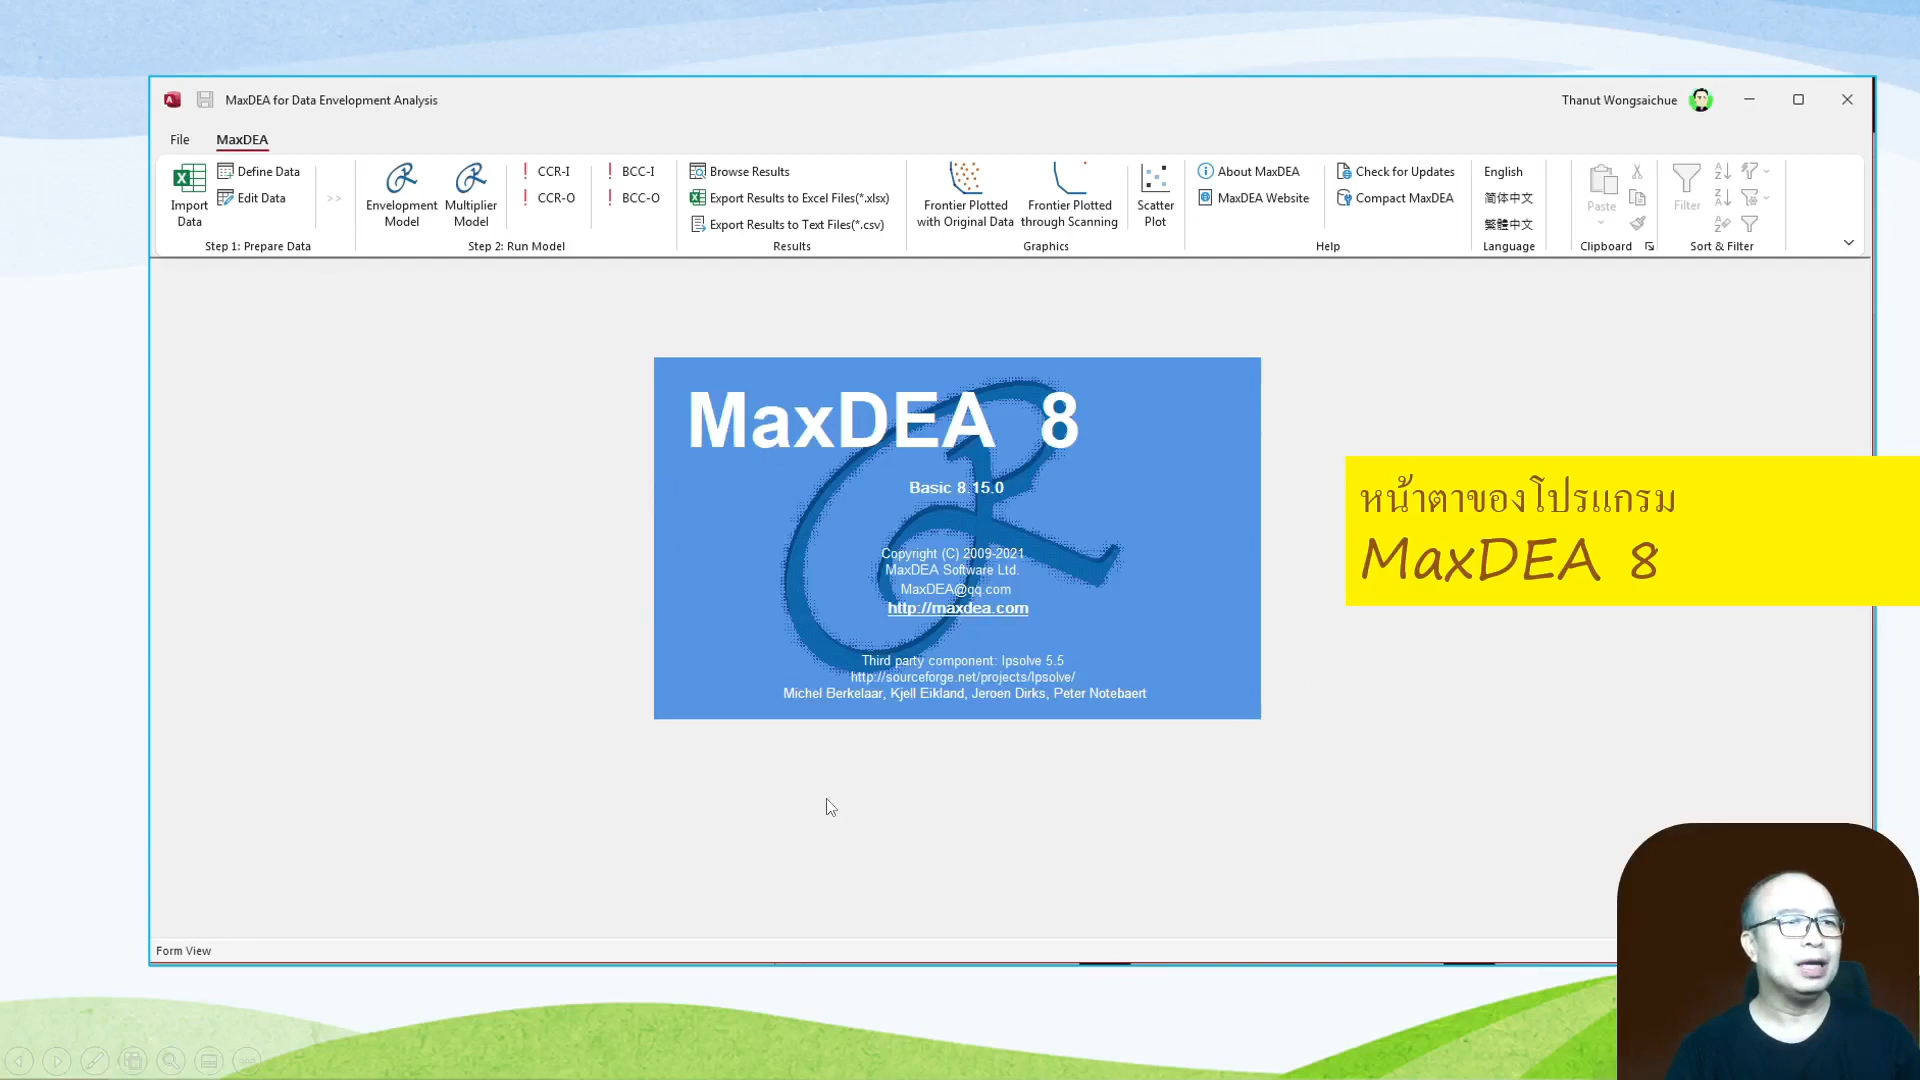 MaxDEA for Data Envelopment Analysis
Thanut Wongsaichue
File
MaxDEA
Import Data
Define Data
Edit Data
>>
Step 1: Prepare Data
Envelopment Model
Multiplier Model
CCR-I
CCR-O
BCC-I
BCC-O
Step 2: Run Model
Browse Results
Export Results to Excel Files(*.xlsx)
Export Results to Text Files(*.csv)
Results
Frontier Plotted with Original Data
Frontier Plotted through Scanning
Scatter Plot
Graphics
About MaxDEA
MaxDEA Website
Check for Updates
Compact MaxDEA
Help
English
简体中文
繁體中文
Language
Paste
Clipboard
Filter
Sort & Filter
MaxDEA 8
Basic 8.15.0
Copyright (C) 2009-2021
MaxDEA Software Ltd.
MaxDEA@qq.com
http://maxdea.com
Third party component: lpsolve 5.5
http://sourceforge.net/projects/lpsolve/
Michel Berkelaar, Kjell Eikland, Jeroen Dirks, Peter Notebaert
หน้าตาของโปรแกรม
MaxDEA 8
Form View